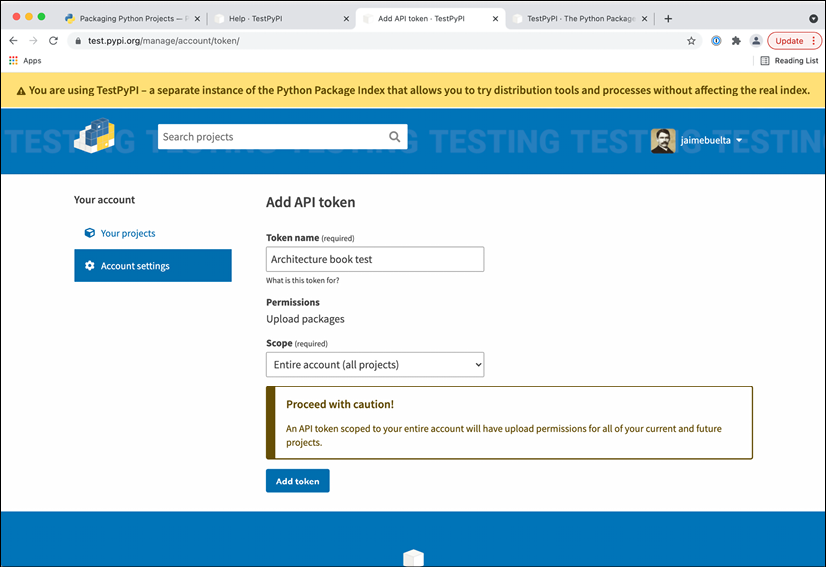 Packaging Python Projects — P
Help · TestPyPI
Add API token · TestPyPI
TestPyPI · The Python Package
test.pypi.org/manage/account/token/
Update
Apps
Reading List
You are using TestPyPI – a separate instance of the Python Package Index that allows you to try distribution tools and processes without affecting the real index.
TESTING TESTING TESTING TESTING TESTING
Search projects
jaimebuelta
Your account
Your projects
Account settings
Add API token
Token name (required)
Architecture book test
What is this token for?
Permissions
Upload packages
Scope (required)
Entire account (all projects)
Proceed with caution!
An API token scoped to your entire account will have upload permissions for all of your current and future
projects.
Add token